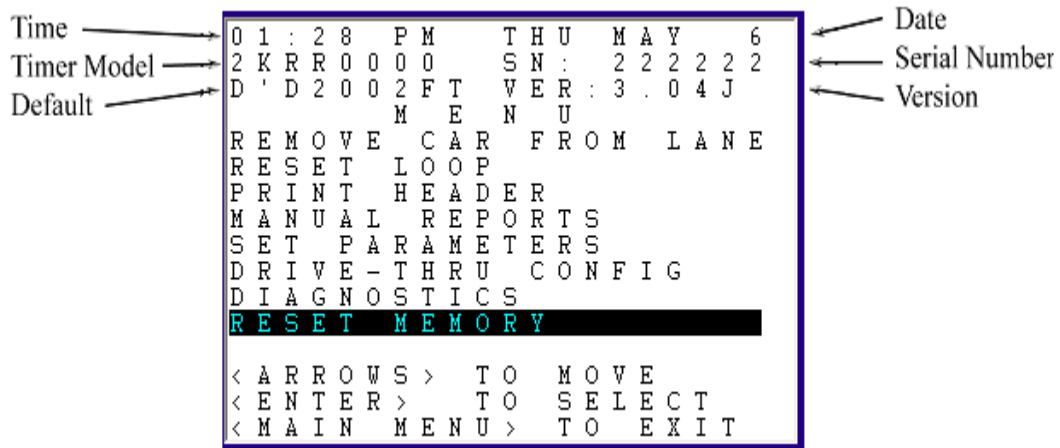 Time 01:28 PM THU MAY 6 Date
Timer Model 2KRR0000 SN: 222222 Serial Number
Default D'D2002FT VER:3.04J Version
MENU
REMOVE CAR FROM LANE
RESET LOOP
PRINT HEADER
MANUAL REPORTS
SET PARAMETERS
DRIVE-THRU CONFIG
DIAGNOSTICS
RESET MEMORY
<ARROWS> TO MOVE
<ENTER> TO SELECT
<MAIN MENU> TO EXIT